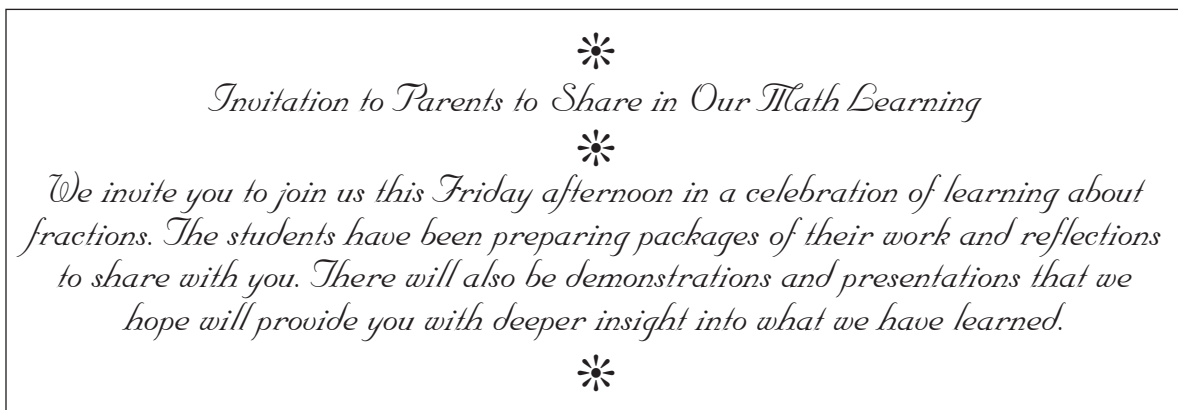 Invitation to Parents to Share in Our Math Learning
We invite you to join us this Friday afternoon in a celebration of learning about
fractions. The students have been preparing packages of their work and reflections
to share with you. There will also be demonstrations and presentations that we
hope will provide you with deeper insight into what we have learned.